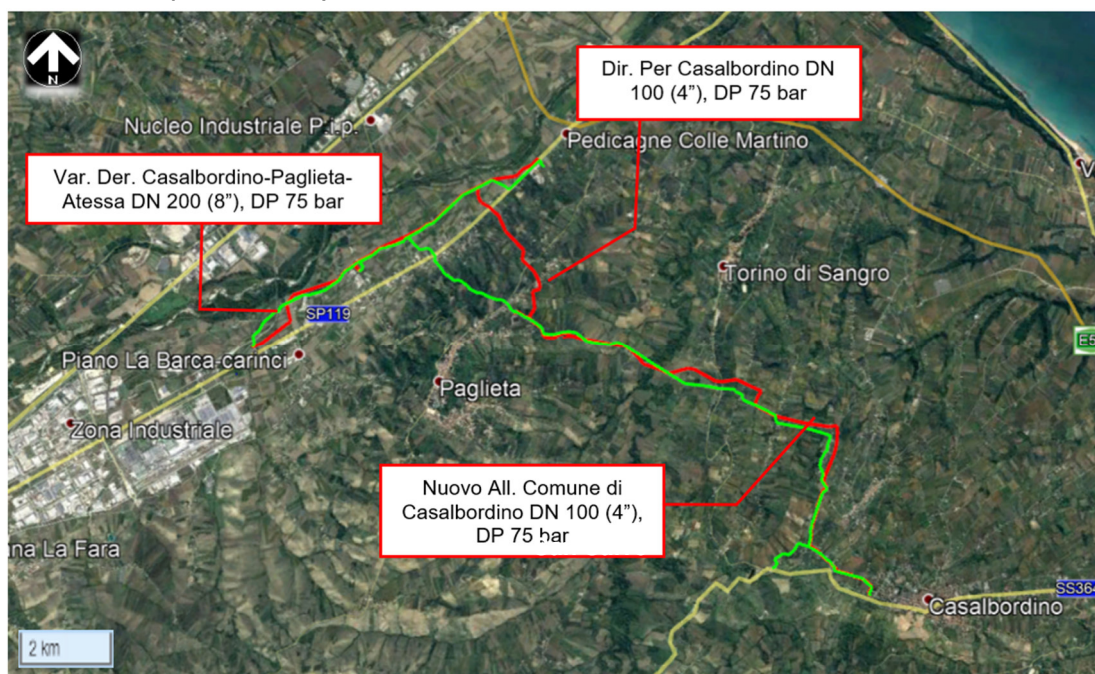 N
Dir. Per Casalbordino DN
100 (4”), DP 75 bar
Nucleo Industriale P.i.p.
Pedicagne Colle Martino
V
Var. Der. Casalbordino-Paglieta-
Atessa DN 200 (8”), DP 75 bar
Torino di Sangro
SP119
E5
Piano La Barca-carinci
Paglieta
Zona Industriale
Nuovo All. Comune di
Casalbordino DN 100 (4”),
DP 75 bar
na La Fara
SS364
Casalbordino
2 km